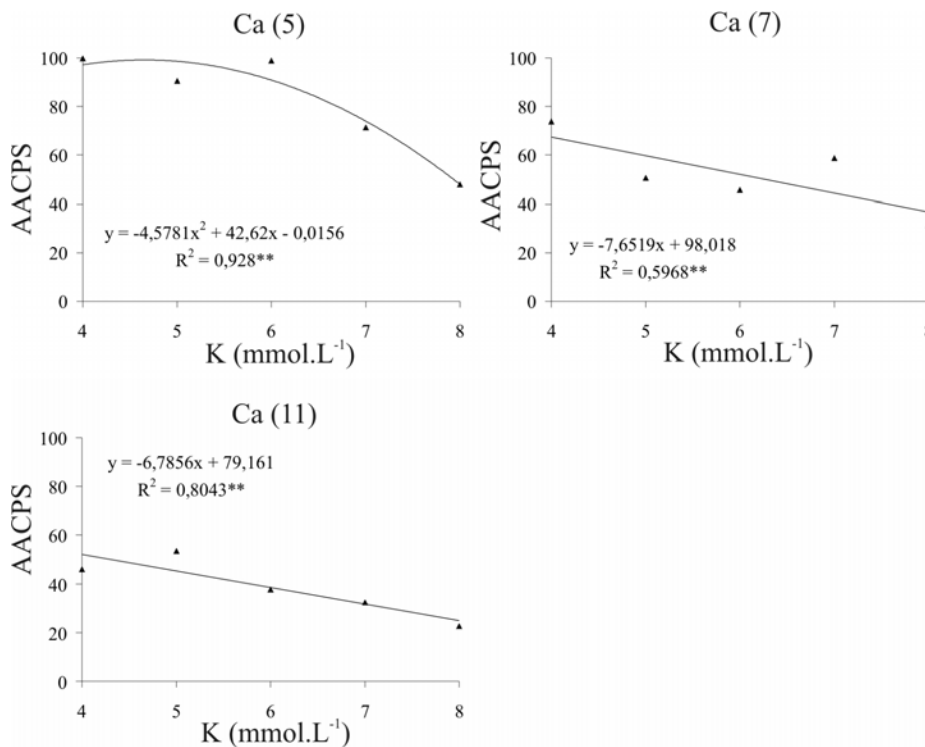 Ca (5)
100
80
60
40
20
0
AACPS
y = -4,5781x² + 42,62x - 0,0156
R² = 0,928**
4 5 6 7 8
K (mmol.L⁻¹)
Ca (7)
100
80
60
40
20
0
AACPS
y = -7,6519x + 98,018
R² = 0,5968**
4 5 6 7
K (mmol.L⁻¹)
Ca (11)
100
80
60
40
20
0
AACPS
y = -6,7856x + 79,161
R² = 0,8043**
4 5 6 7 8
K (mmol.L⁻¹)